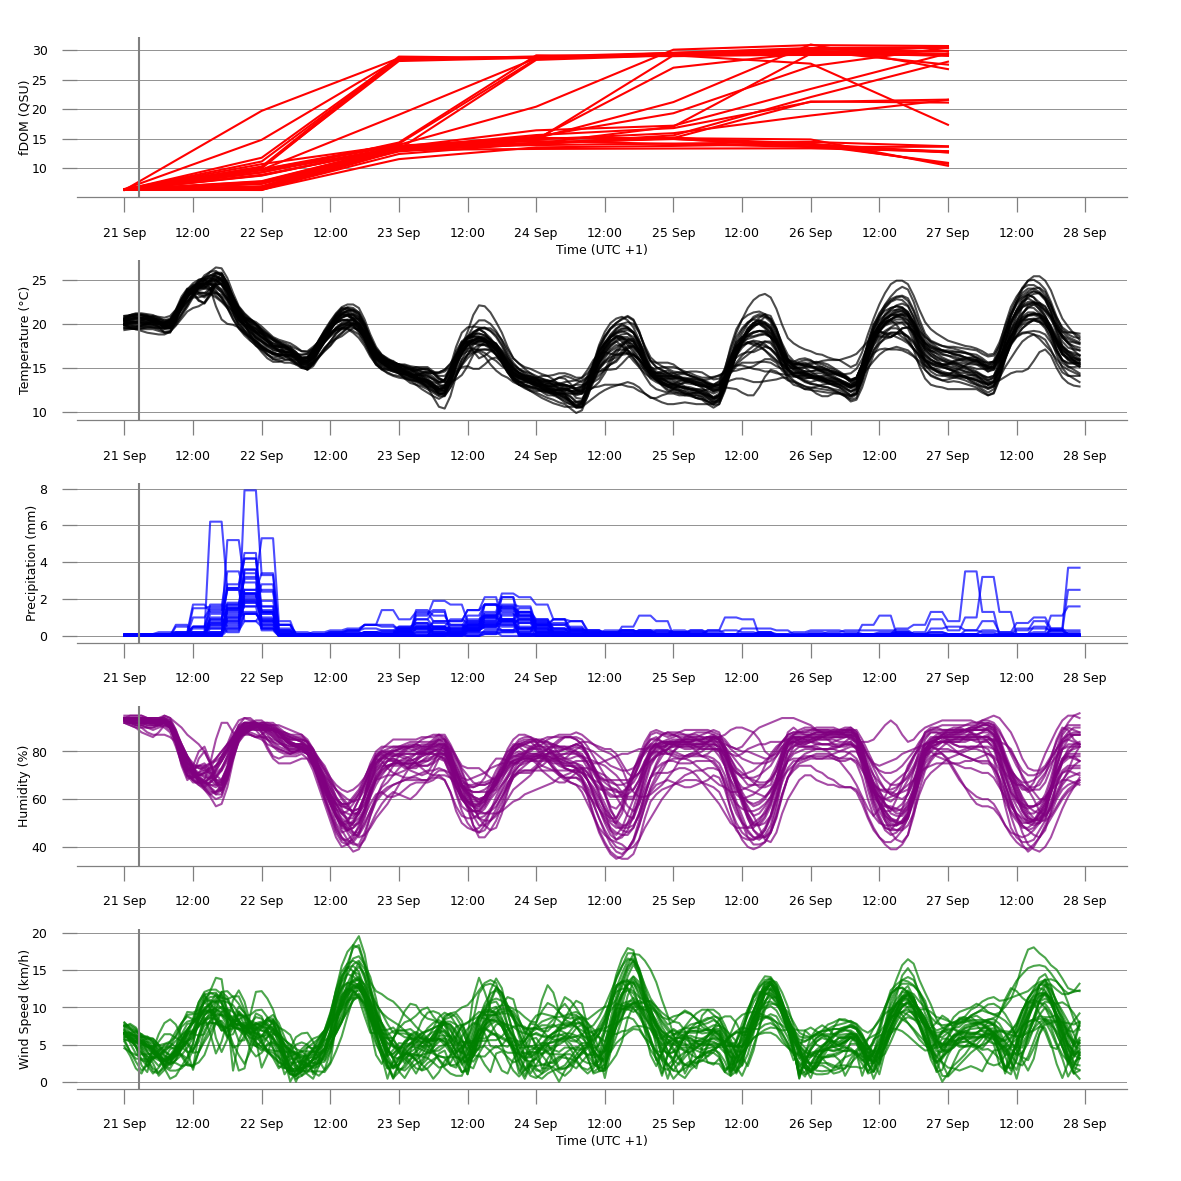 30
25
20
15
10
fDOM (QSU)
21 Sep 12:00 22 Sep 12:00 23 Sep 12:00 24 Sep 12:00 25 Sep 12:00 26 Sep 12:00 27 Sep 12:00 28 Sep
Time (UTC +1)
25
20
15
10
Temperature (°C)
21 Sep 12:00 22 Sep 12:00 23 Sep 12:00 24 Sep 12:00 25 Sep 12:00 26 Sep 12:00 27 Sep 12:00 28 Sep
8
6
4
2
0
Precipitation (mm)
21 Sep 12:00 22 Sep 12:00 23 Sep 12:00 24 Sep 12:00 25 Sep 12:00 26 Sep 12:00 27 Sep 12:00 28 Sep
80
60
40
Humidity (%)
21 Sep 12:00 22 Sep 12:00 23 Sep 12:00 24 Sep 12:00 25 Sep 12:00 26 Sep 12:00 27 Sep 12:00 28 Sep
20
15
10
5
0
Wind Speed (km/h)
21 Sep 12:00 22 Sep 12:00 23 Sep 12:00 24 Sep 12:00 25 Sep 12:00 26 Sep 12:00 27 Sep 12:00 28 Sep
Time (UTC +1)